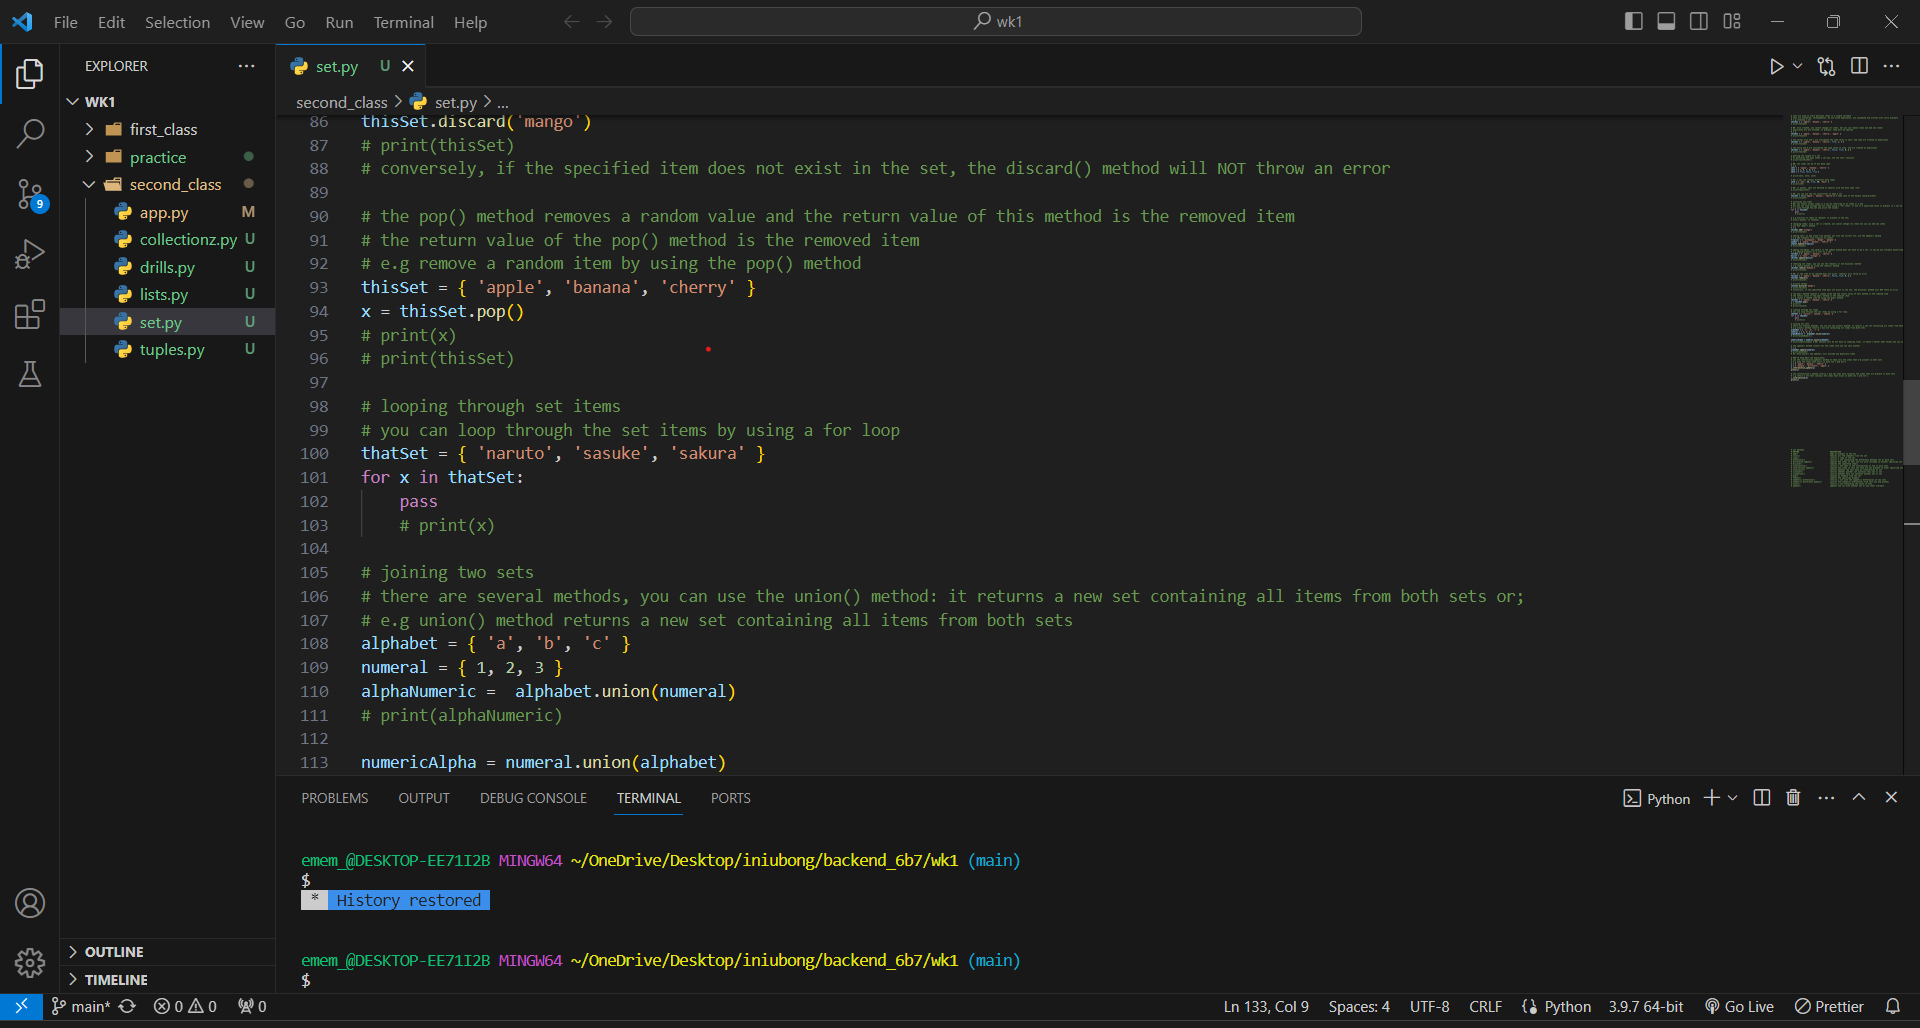 File Edit Selection View Go Run Terminal Help
wk1
EXPLORER
WK1
first_class
practice
second_class
app.py M
collectionz.py U
drills.py U
lists.py U
set.py U
tuples.py U
OUTLINE
TIMELINE
9
set.py U
second_class > set.py > ...
86 thisSet.discard('mango')
87 # print(thisSet)
88 # conversely, if the specified item does not exist in the set, the discard() method will NOT throw an error
89
90 # the pop() method removes a random value and the return value of this method is the removed item
91 # the return value of the pop() method is the removed item
92 # e.g remove a random item by using the pop() method
93 thisSet = { 'apple', 'banana', 'cherry' }
94 x = thisSet.pop()
95 # print(x)
96 # print(thisSet)
97
98 # looping through set items
99 # you can loop through the set items by using a for loop
100 thatSet = { 'naruto', 'sasuke', 'sakura' }
101 for x in thatSet:
102     pass
103     # print(x)
104
105 # joining two sets
106 # there are several methods, you can use the union() method: it returns a new set containing all items from both sets or;
107 # e.g union() method returns a new set containing all items from both sets
108 alphabet = { 'a', 'b', 'c' }
109 numeral = { 1, 2, 3 }
110 alphaNumeric =  alphabet.union(numeral)
111 # print(alphaNumeric)
112
113 numericAlpha = numeral.union(alphabet)
PROBLEMS OUTPUT DEBUG CONSOLE TERMINAL PORTS
Python
emem_@DESKTOP-EE71I2B MINGW64 ~/OneDrive/Desktop/iniubong/backend_6b7/wk1 (main)
$
* History restored
emem_@DESKTOP-EE71I2B MINGW64 ~/OneDrive/Desktop/iniubong/backend_6b7/wk1 (main)
$
main* 0 0 0 Ln 133, Col 9 Spaces: 4 UTF-8 CRLF Python 3.9.7 64-bit Go Live Prettier